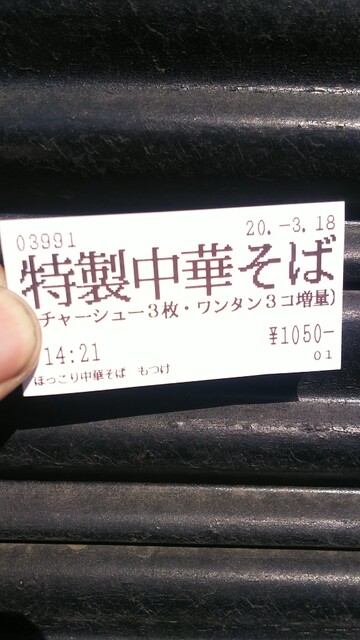 03991 20.-3.18
特製中華そば
チャーシュー3枚・ワンタン3コ増量)
14:21 ¥1050-
01
ほっこり中華そば もつけ